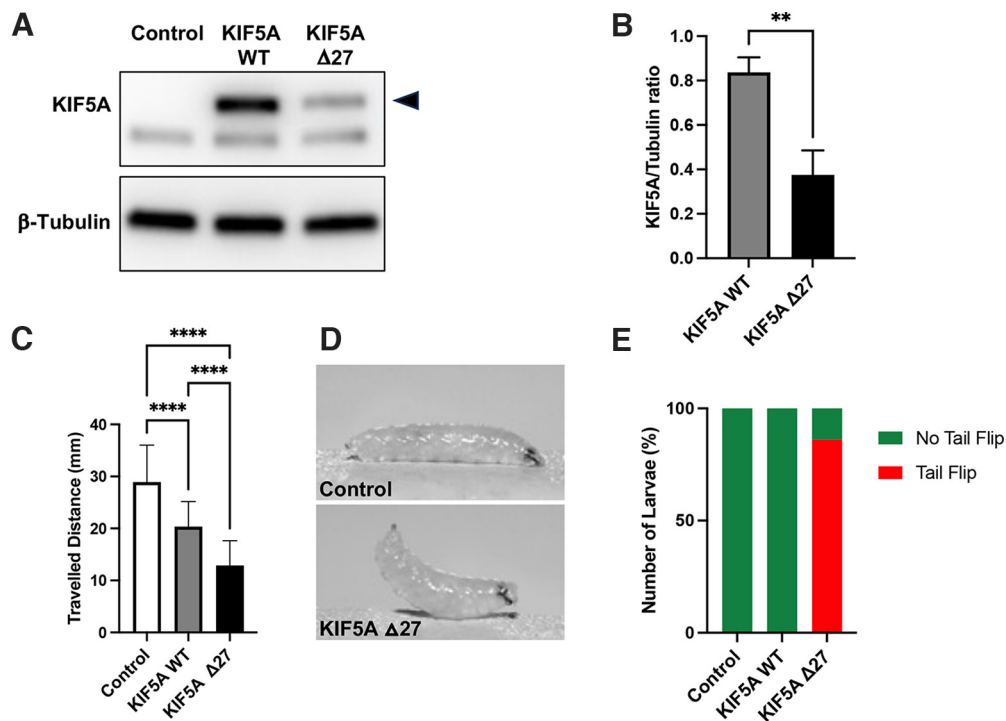 A
Control
KIF5A WT
KIF5A Δ27
KIF5A
β-Tubulin
B
**
KIF5A/Tubulin ratio
1.0
0.8
0.6
0.4
0.2
0.0
KIF5A WT
KIF5A Δ27
C
****
****
****
Travelled Distance (mm)
40
30
20
10
0
Control
KIF5A WT
KIF5A Δ27
D
Control
KIF5A Δ27
E
Number of Larvae (%)
100
50
0
Control
KIF5A WT
KIF5A Δ27
No Tail Flip
Tail Flip